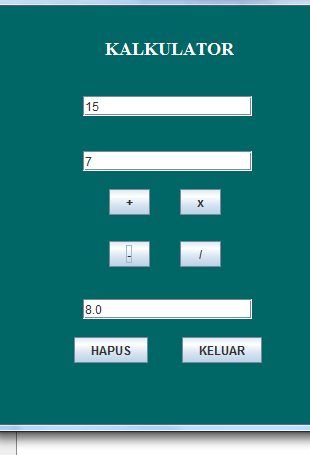 KALKULATOR
15
7
+ x
- /
8.0
HAPUS KELUAR